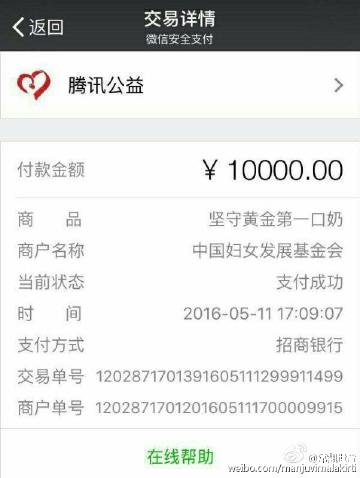 返回
交易详情
微信安全支付
腾讯公益
付款金额 ¥ 10000.00
商品 坚守黄金第一口奶
商户名称 中国妇女发展基金会
当前状态 支付成功
时间 2016-05-11 17:09:07
支付方式 招商银行
交易单号 1202871701391605111299911499
商户单号 1202871701201605111700009915
在线帮助
weibo.com/manjuvimalakirti